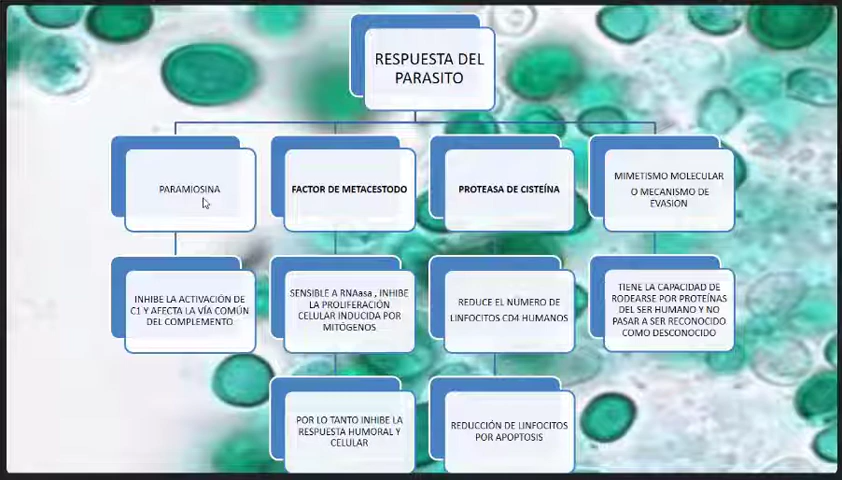 RESPUESTA DEL
PARASITO
PARAMIOSINA
FACTOR DE METACESTODO
PROTEASA DE CISTEÍNA
MIMETISMO MOLECULAR
O MECANISMO DE
EVASION
INHIBE LA ACTIVACIÓN DE
C1 Y AFECTA LA VÍA COMÚN
DEL COMPLEMENTO
SENSIBLE A RNAasa , INHIBE
LA PROLIFERACIÓN
CELULAR INDUCIDA POR
MITÓGENOS
REDUCE EL NÚMERO DE
LINFOCITOS CD4 HUMANOS
TIENE LA CAPACIDAD DE
RODEARSE POR PROTEÍNAS
DEL SER HUMANO Y NO
PASAR A SER RECONOCIDO
COMO DESCONOCIDO
POR LO TANTO INHIBE LA
RESPUESTA HUMORAL Y
CELULAR
REDUCCIÓN DE LINFOCITOS
POR APOPTOSIS